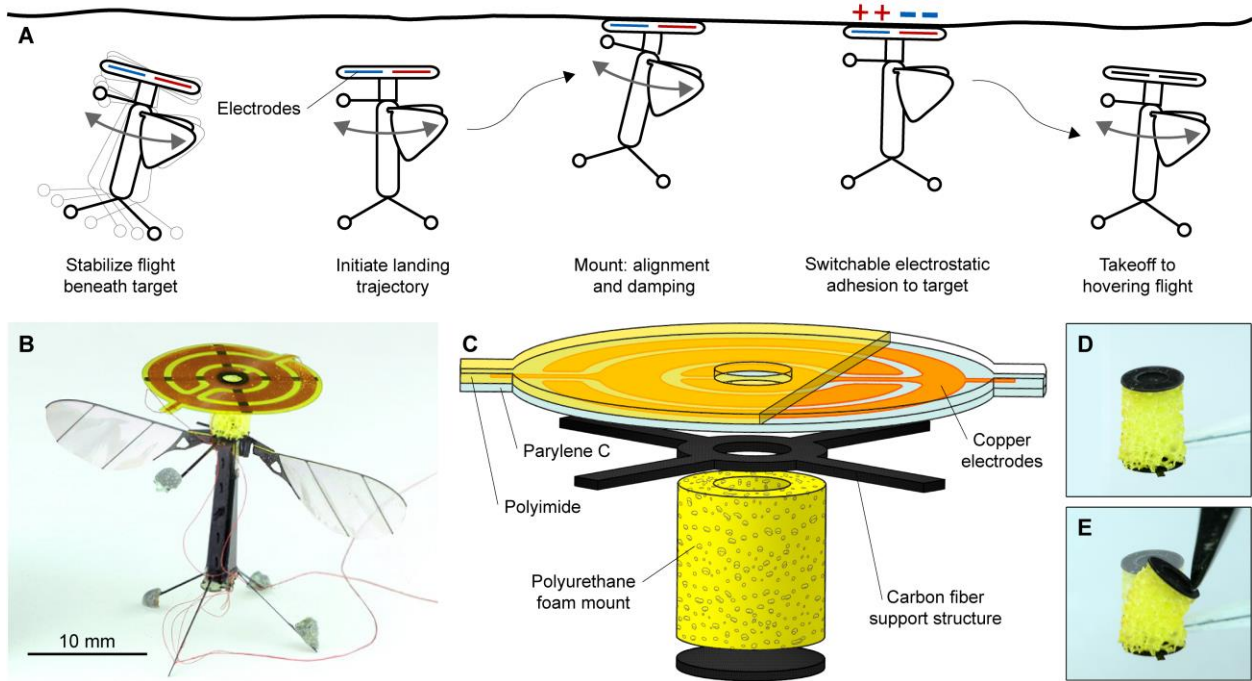 A
+ + − −
Electrodes
Stabilize flight
beneath target
Initiate landing
trajectory
Mount: alignment
and damping
Switchable electrostatic
adhesion to target
Takeoff to
hovering flight
B
10 mm
C
Parylene C
Polyimide
Polyurethane
foam mount
Copper
electrodes
Carbon fiber
support structure
D
E